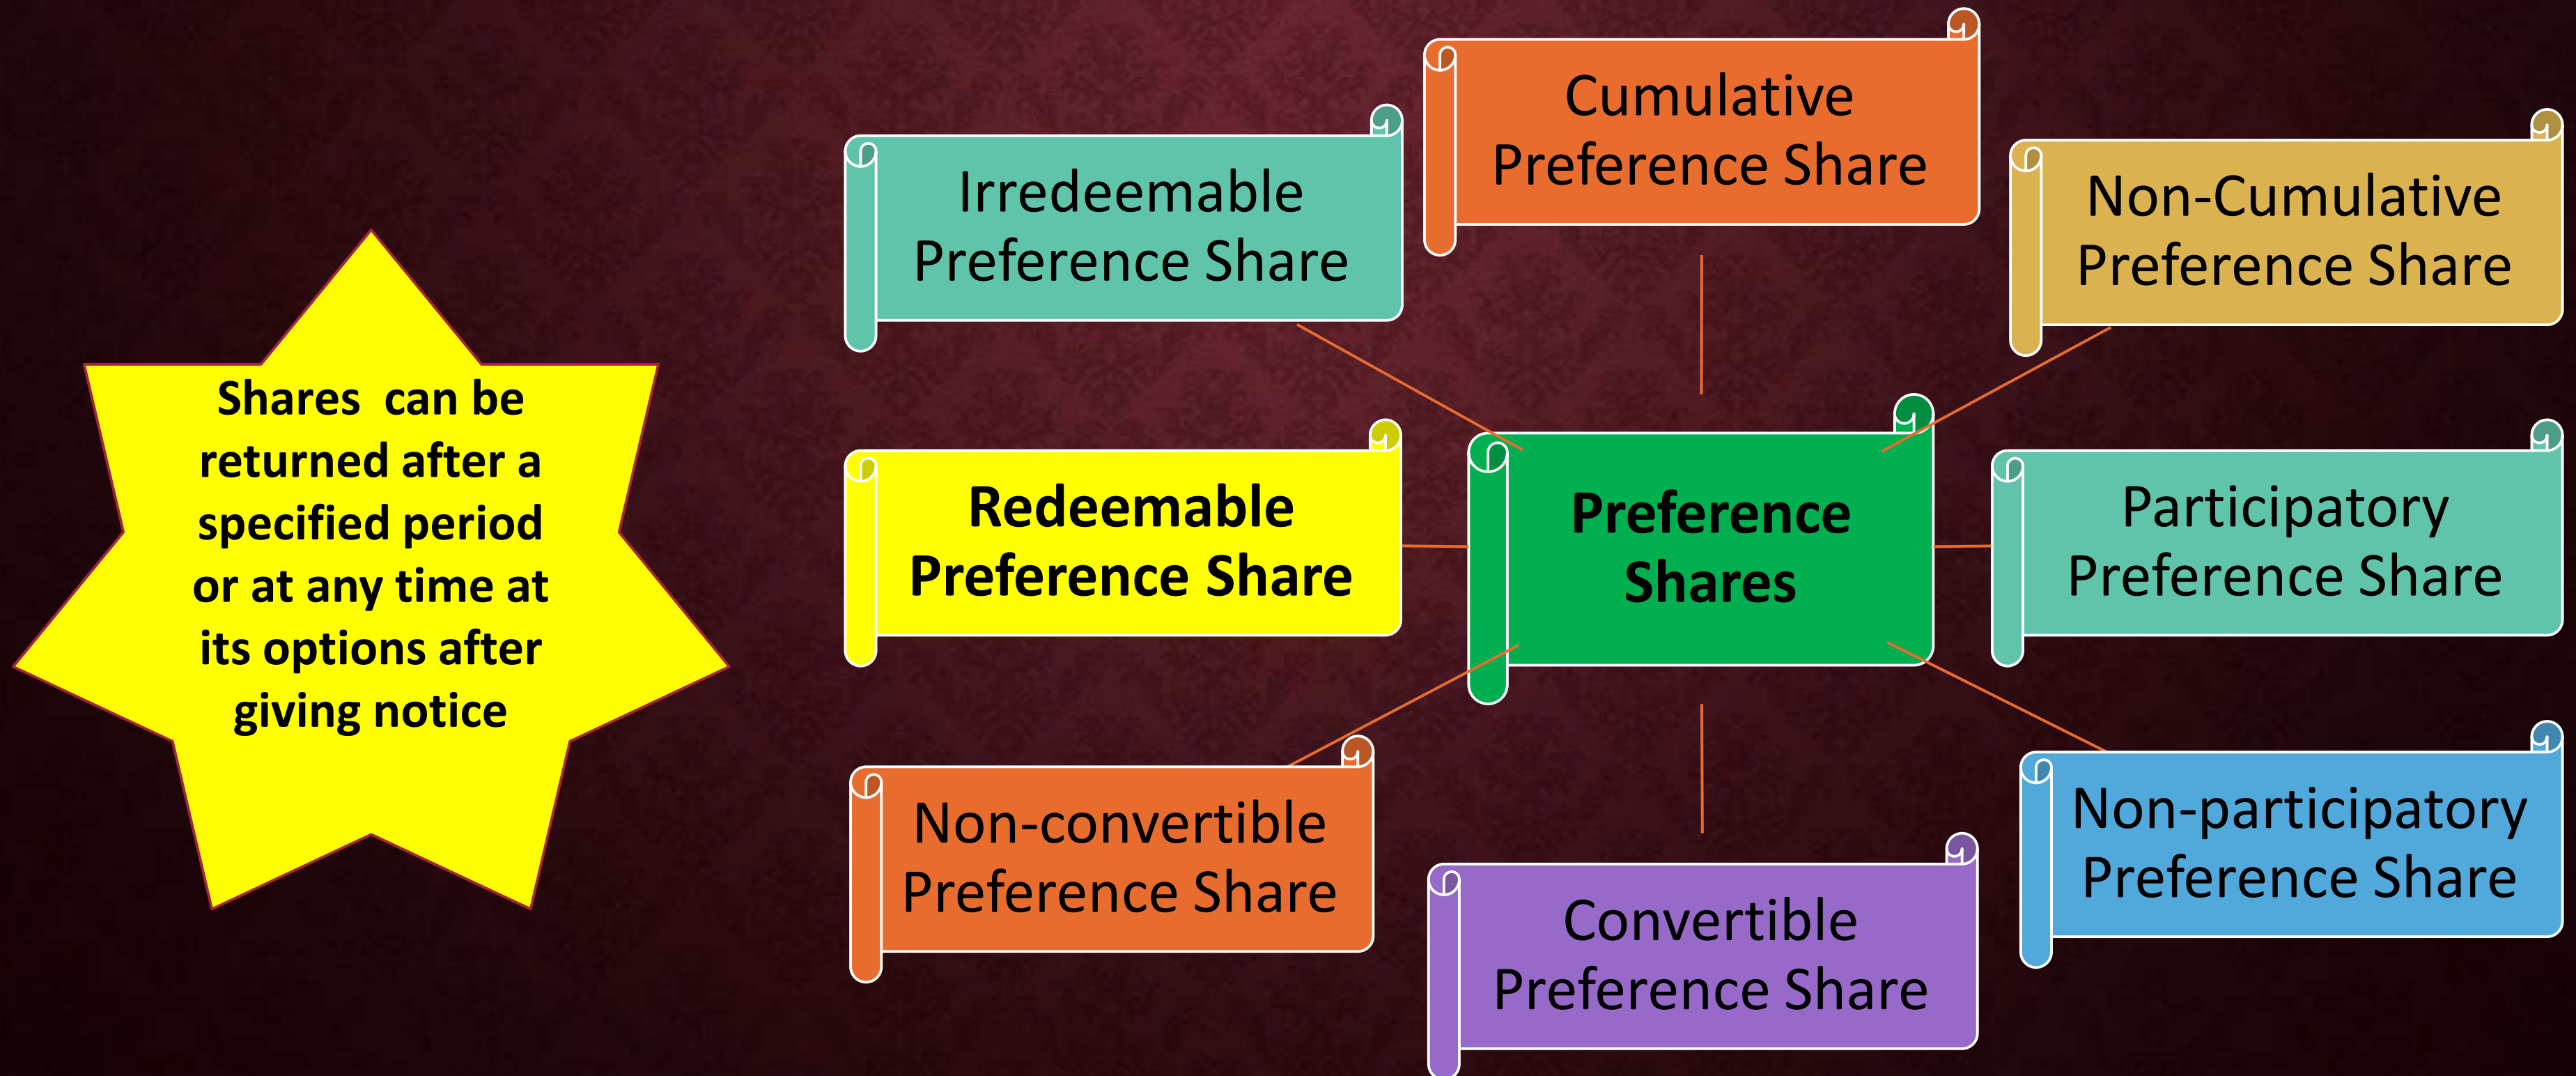 Shares  can be
returned after a
specified period
or at any time at
its options after
giving notice
Irredeemable
Preference Share
Cumulative
Preference Share
Non-Cumulative
Preference Share
Redeemable
Preference Share
Preference
Shares
Participatory
Preference Share
Non-convertible
Preference Share
Convertible
Preference Share
Non-participatory
Preference Share